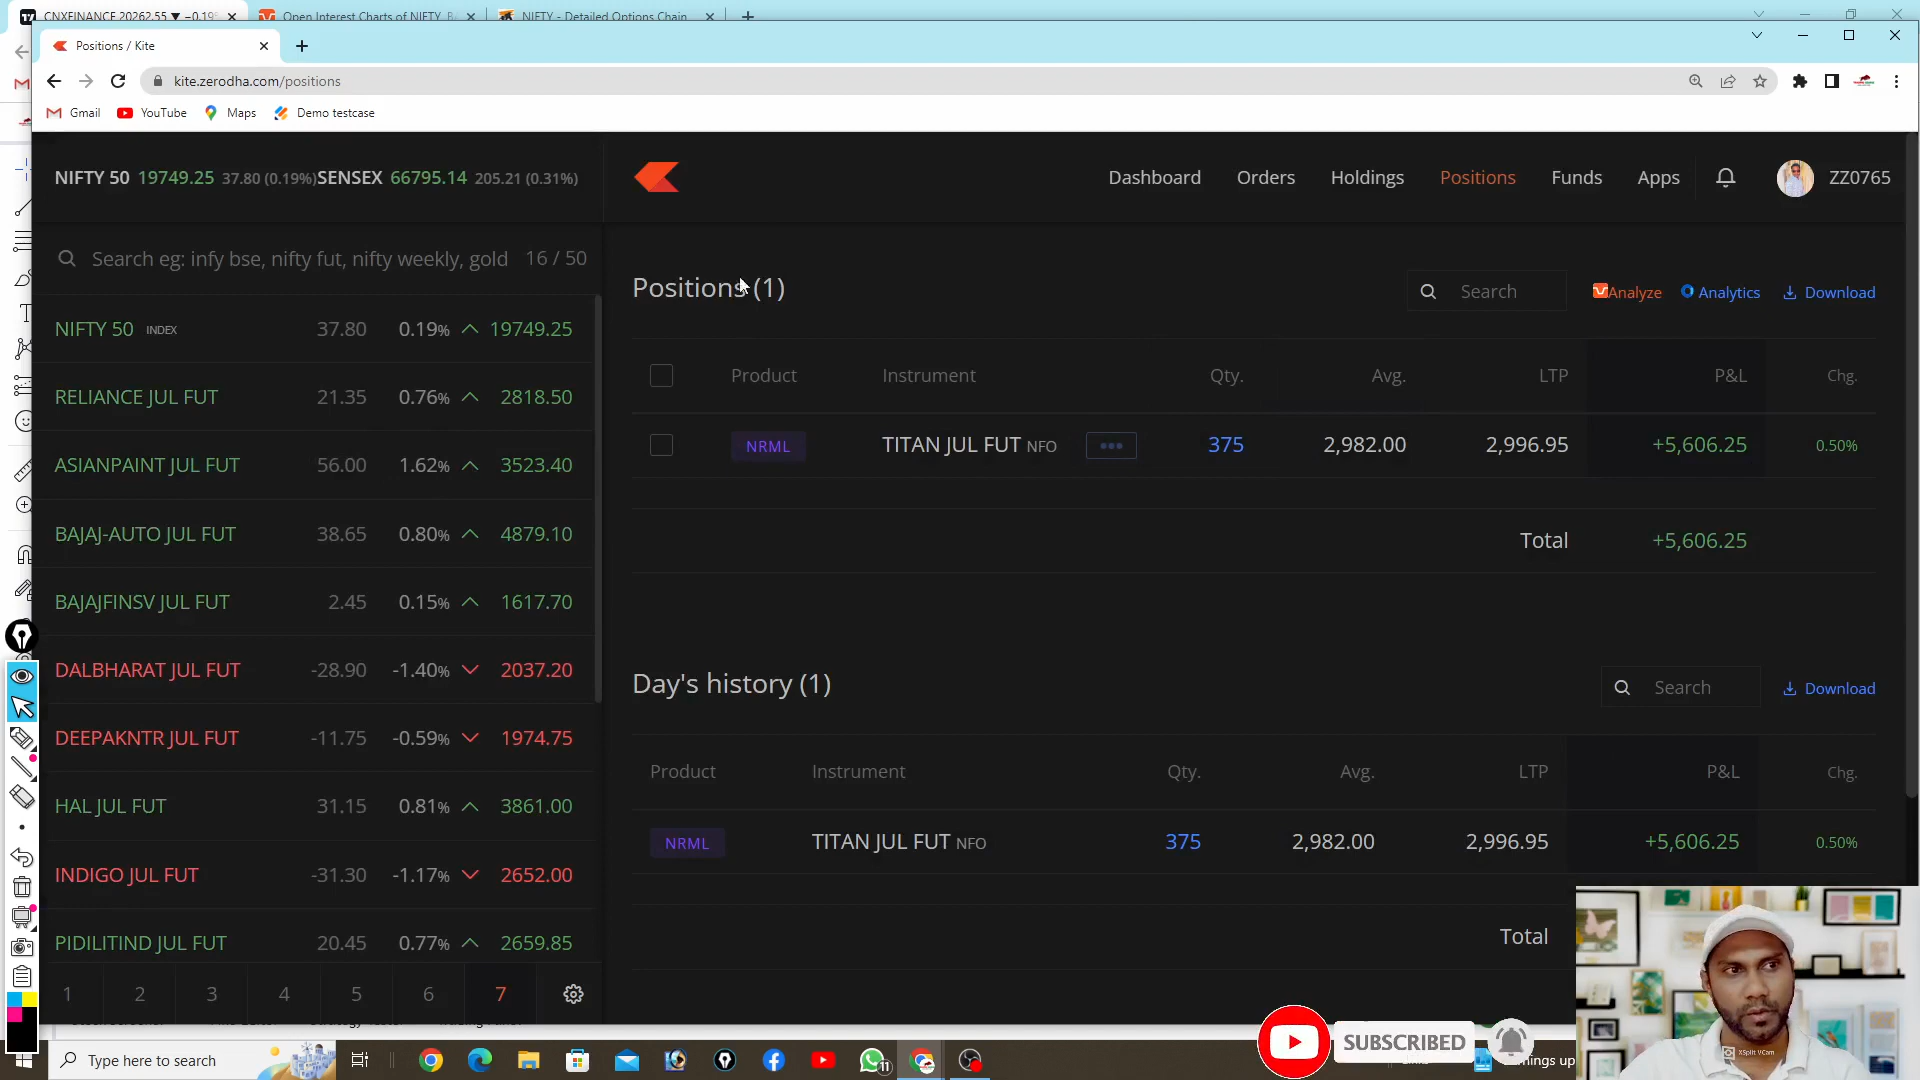 CNXFINANCE 20262.55 ▼ −0.19%
Open Interest Charts of NIFTY, BA
NIFTY - Detailed Options Chain
Positions / Kite
kite.zerodha.com/positions
Gmail
YouTube
Maps
Demo testcase
NIFTY 50 19749.25 37.80 (0.19%) SENSEX 66795.14 205.21 (0.31%)
Dashboard
Orders
Holdings
Positions
Funds
Apps
ZZ0765
Search eg: infy bse, nifty fut, nifty weekly, gold
16 / 50
NIFTY 50 INDEX 37.80 0.19% 19749.25
RELIANCE JUL FUT 21.35 0.76% 2818.50
ASIANPAINT JUL FUT 56.00 1.62% 3523.40
BAJAJ-AUTO JUL FUT 38.65 0.80% 4879.10
BAJAJFINSV JUL FUT 2.45 0.15% 1617.70
DALBHARAT JUL FUT -28.90 -1.40% 2037.20
DEEPAKNTR JUL FUT -11.75 -0.59% 1974.75
HAL JUL FUT 31.15 0.81% 3861.00
INDIGO JUL FUT -31.30 -1.17% 2652.00
PIDILITIND JUL FUT 20.45 0.77% 2659.85
1 2 3 4 5 6 7
Positions (1)
Search
Analyze
Analytics
Download
Product Instrument Qty. Avg. LTP P&L Chg.
NRML TITAN JUL FUT NFO ••• 375 2,982.00 2,996.95 +5,606.25 0.50%
Total +5,606.25
Day's history (1)
Search
Download
Product Instrument Qty. Avg. LTP P&L Chg.
NRML TITAN JUL FUT NFO 375 2,982.00 2,996.95 +5,606.25 0.50%
Total
SUBSCRIBED
XSplit VCam
Type here to search
11